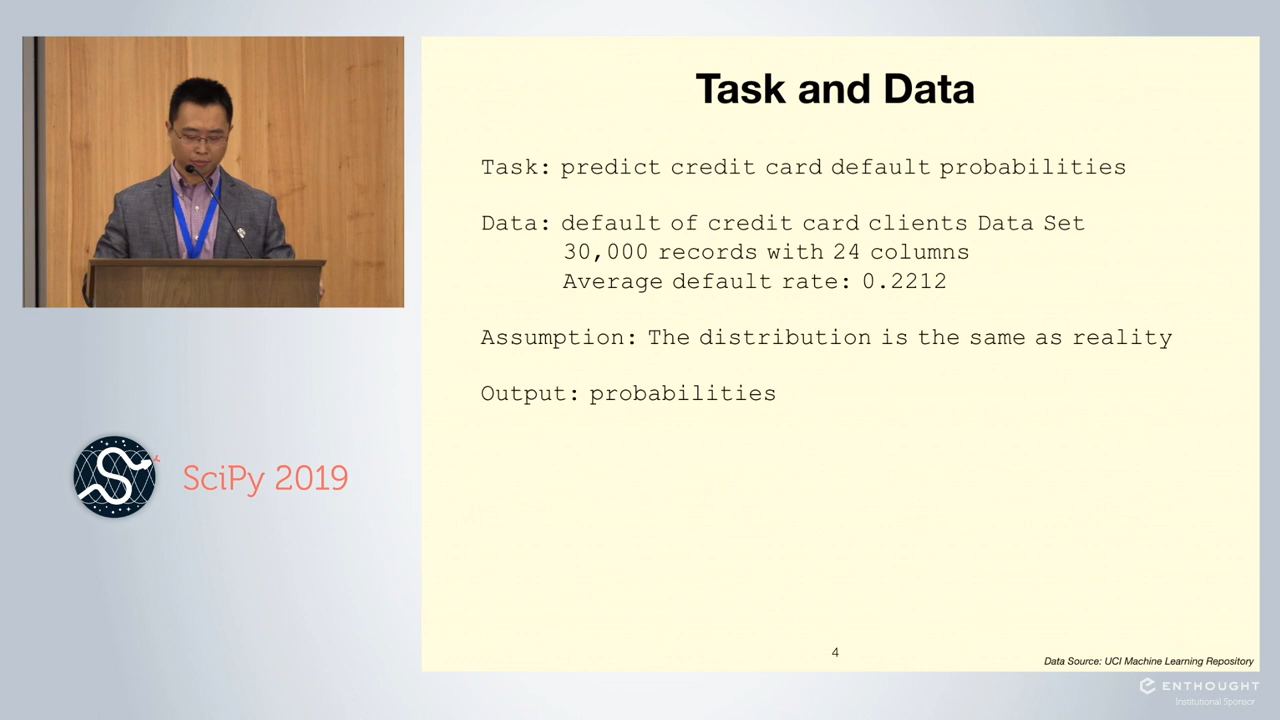 Task and Data
Task: predict credit card default probabilities
Data: default of credit card clients Data Set
30,000 records with 24 columns
Average default rate: 0.2212
Assumption: The distribution is the same as reality
Output: probabilities
SciPy 2019
4
Data Source: UCI Machine Learning Repository
ENTHOUGHT
Institutional Sponsor